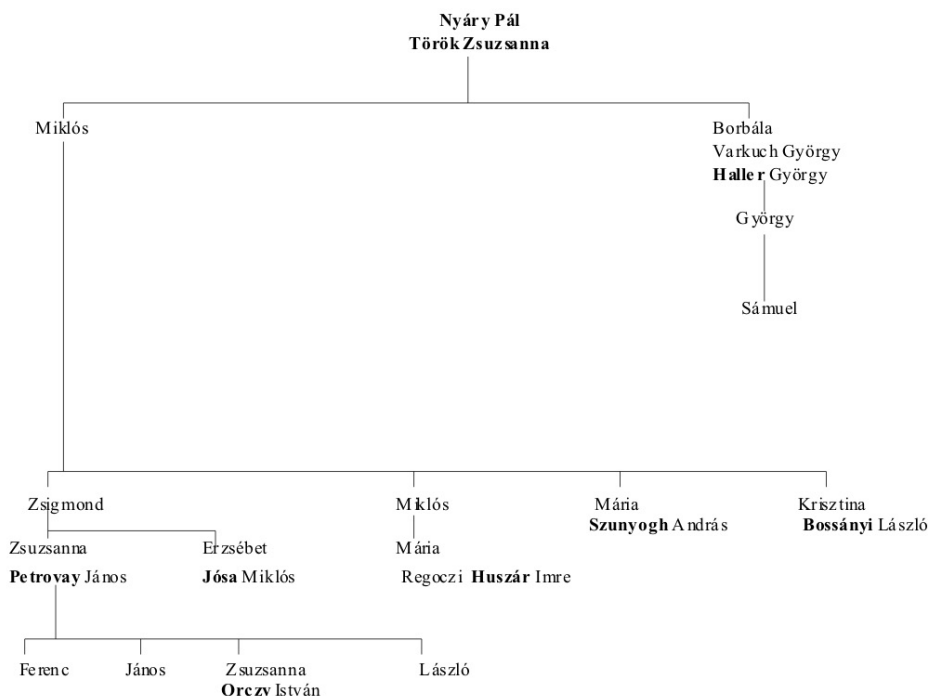 Nyáry Pál
Török Zsuzsanna
Miklós
Borbála
Varkuch György
Haller György
György
Sámuel
Zsigmond
Miklós
Mária
Krisztina
Szunyogh András
Bossányi László
Zsuzsanna
Erzsébet
Mária
Petrovay János
Jósa Miklós
Regoczi Huszár Imre
Ferenc
János
Zsuzsanna
László
Orczy István